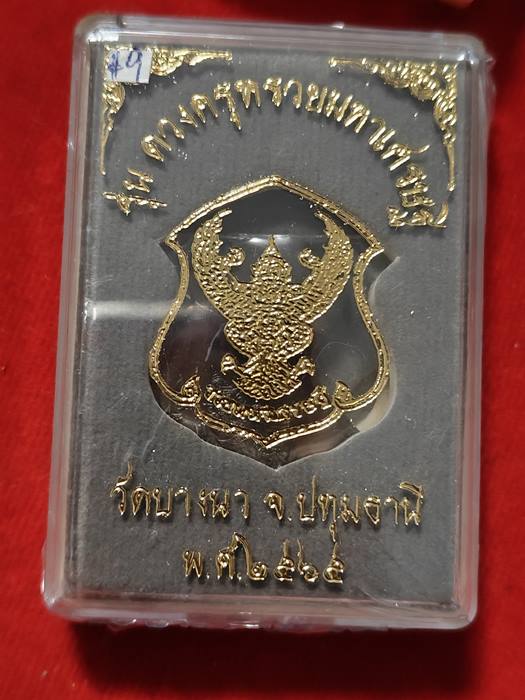 #9
รุ่น ดวงครุฑรวยมหาเศรษฐี
วัดบางนา จ.ปทุมธานี
พ.ศ.๒๕๖๕